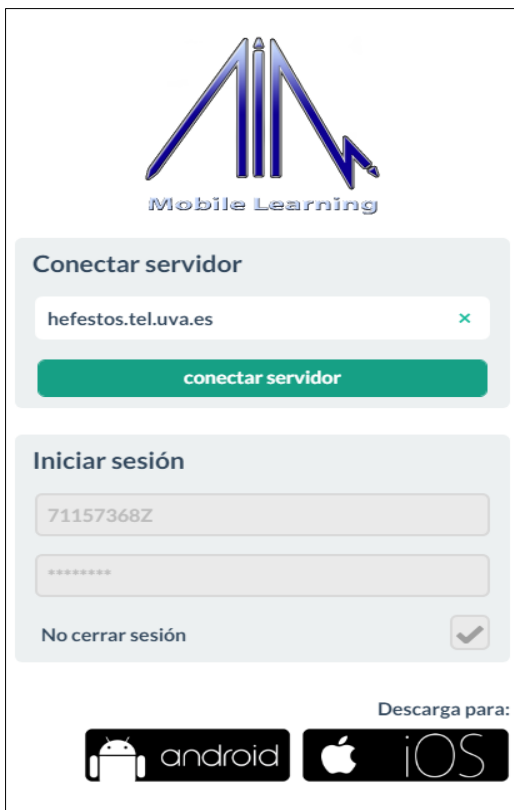 AIM
Mobile Learning
Conectar servidor
hefestos.tel.uva.es ×
conectar servidor
Iniciar sesión
71157368Z
********
No cerrar sesión
Descarga para:
android
iOS